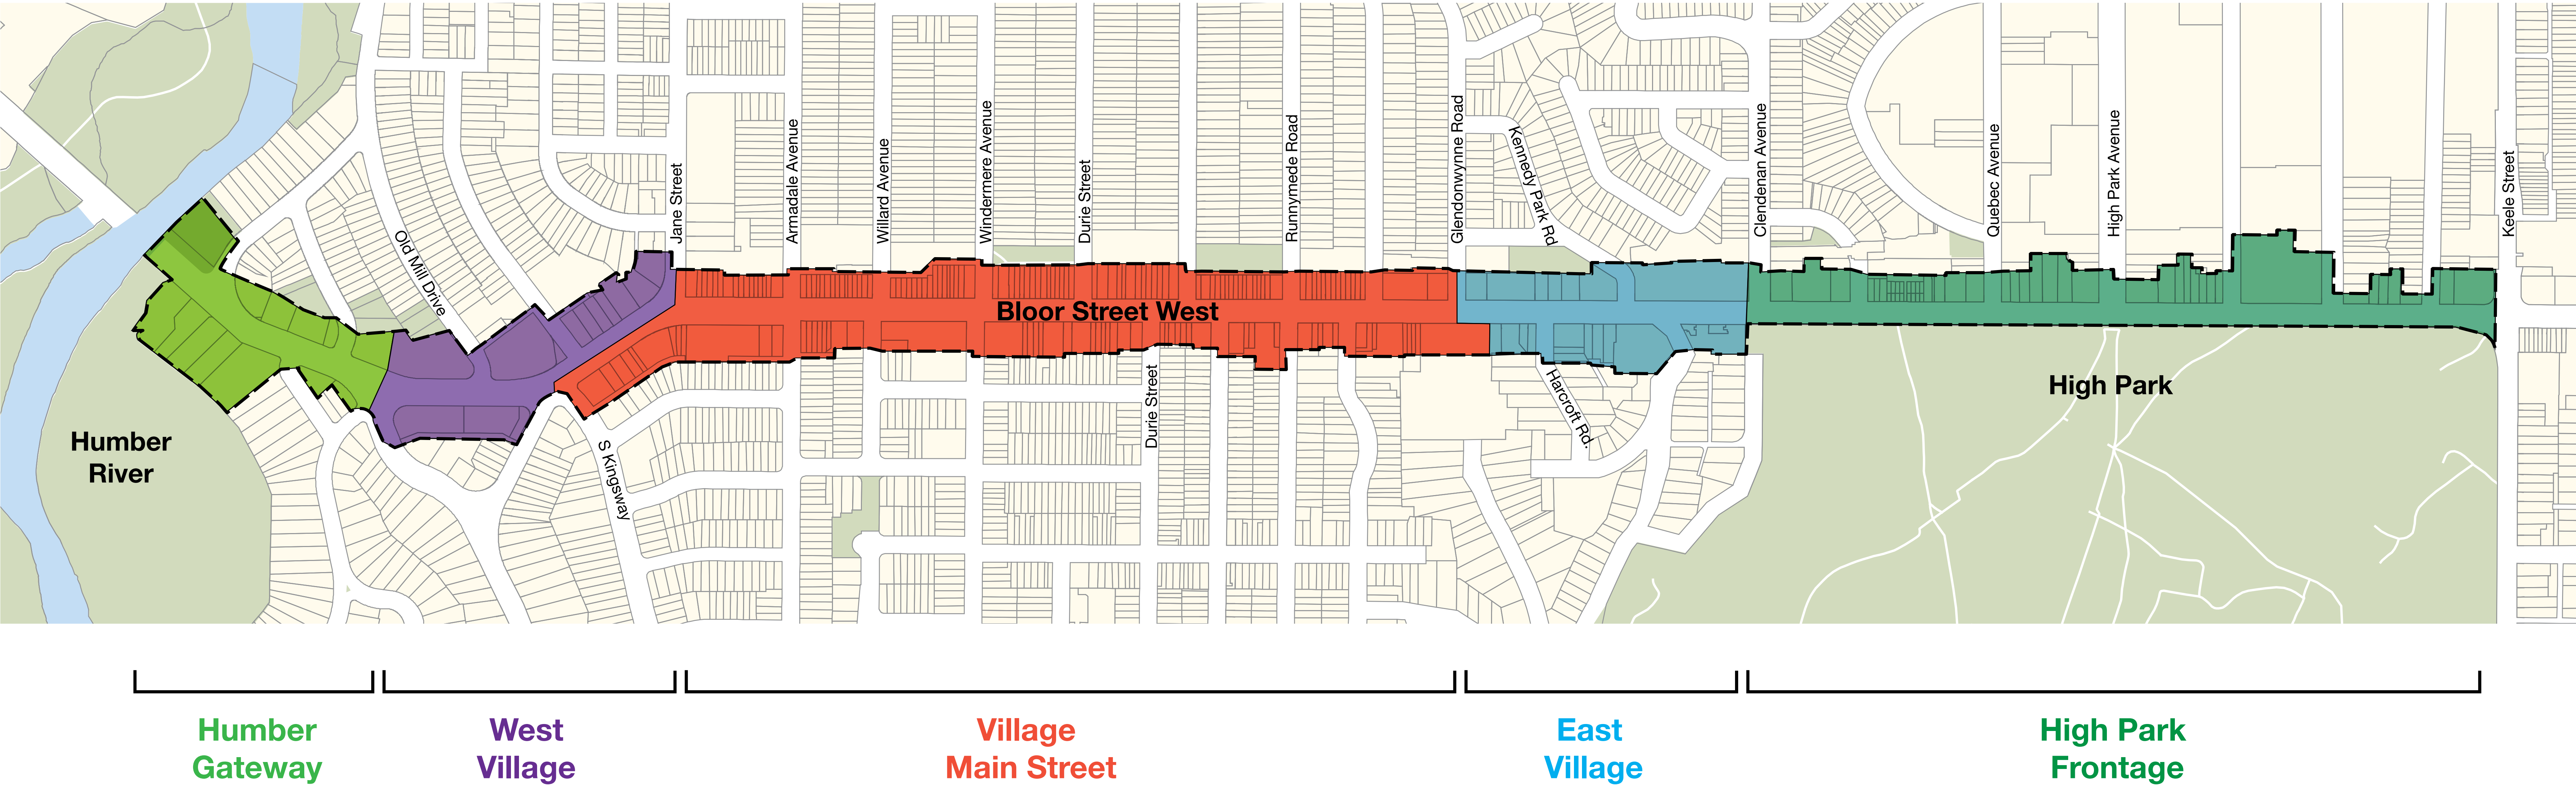 Jane Street
Armadale Avenue
Willard Avenue
Windermere Avenue
Durie Street
Runnymede Road
Glendonwynne Road
Kennedy Park Rd
Clendenan Avenue
Quebec Avenue
High Park Avenue
Keele Street
Old Mill Drive
Bloor Street West
High Park
Humber
River
S Kingsway
Durie Street
Harcroft Rd.
Humber
Gateway
West
Village
Village
Main Street
East
Village
High Park
Frontage